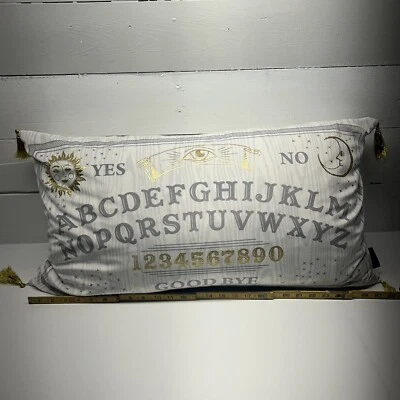 YES NO
ABCDEFGHIJKLM
NOPQRSTUVWXYZ
1234567890
GOOD BYE